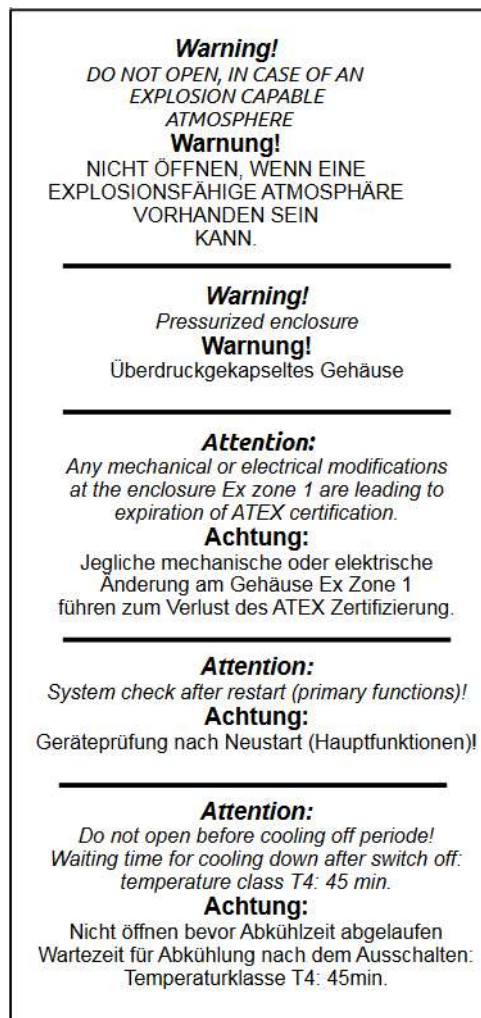 Warning!
DO NOT OPEN, IN CASE OF AN
EXPLOSION CAPABLE
ATMOSPHERE
Warnung!
NICHT ÖFFNEN, WENN EINE
EXPLOSIONSFÄHIGE ATMOSPHÄRE
VORHANDEN SEIN
KANN.
Warning!
Pressurized enclosure
Warnung!
Überdruckgekapseltes Gehäuse
Attention:
Any mechanical or electrical modifications
at the enclosure Ex zone 1 are leading to
expiration of ATEX certification.
Achtung:
Jegliche mechanische oder elektrische
Änderung am Gehäuse Ex Zone 1
führen zum Verlust des ATEX Zertifizierung.
Attention:
System check after restart (primary functions)!
Achtung:
Geräteprüfung nach Neustart (Hauptfunktionen)!
Attention:
Do not open before cooling off periode!
Waiting time for cooling down after switch off:
temperature class T4: 45 min.
Achtung:
Nicht öffnen bevor Abkühlzeit abgelaufen
Wartezeit für Abkühlung nach dem Ausschalten:
Temperaturklasse T4: 45min.